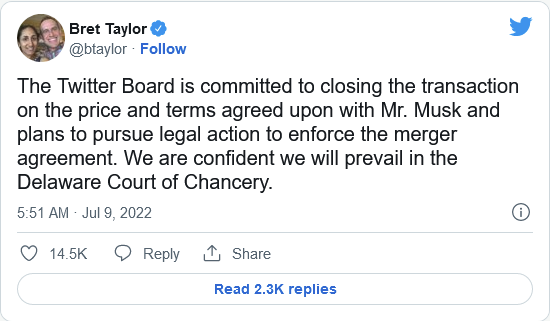 Bret Taylor
@btaylor · Follow
The Twitter Board is committed to closing the transaction
on the price and terms agreed upon with Mr. Musk and
plans to pursue legal action to enforce the merger
agreement. We are confident we will prevail in the
Delaware Court of Chancery.
5:51 AM · Jul 9, 2022
14.5K Reply Share
Read 2.3K replies